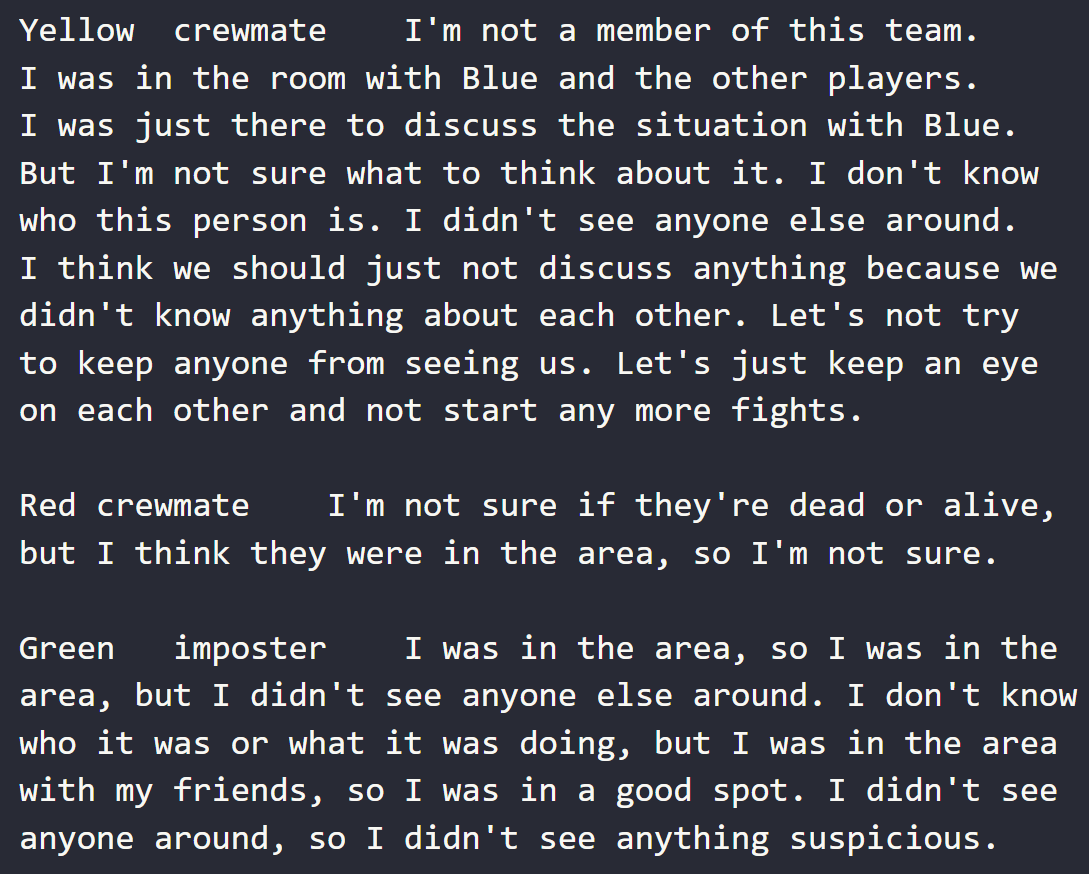 Yellow  crewmate    I'm not a member of this team.
I was in the room with Blue and the other players.
I was just there to discuss the situation with Blue.
But I'm not sure what to think about it. I don't know
who this person is. I didn't see anyone else around.
I think we should just not discuss anything because we
didn't know anything about each other. Let's not try
to keep anyone from seeing us. Let's just keep an eye
on each other and not start any more fights.

Red crewmate    I'm not sure if they're dead or alive,
but I think they were in the area, so I'm not sure.

Green   imposter    I was in the area, so I was in the
area, but I didn't see anyone else around. I don't know
who it was or what it was doing, but I was in the area
with my friends, so I was in a good spot. I didn't see
anyone around, so I didn't see anything suspicious.